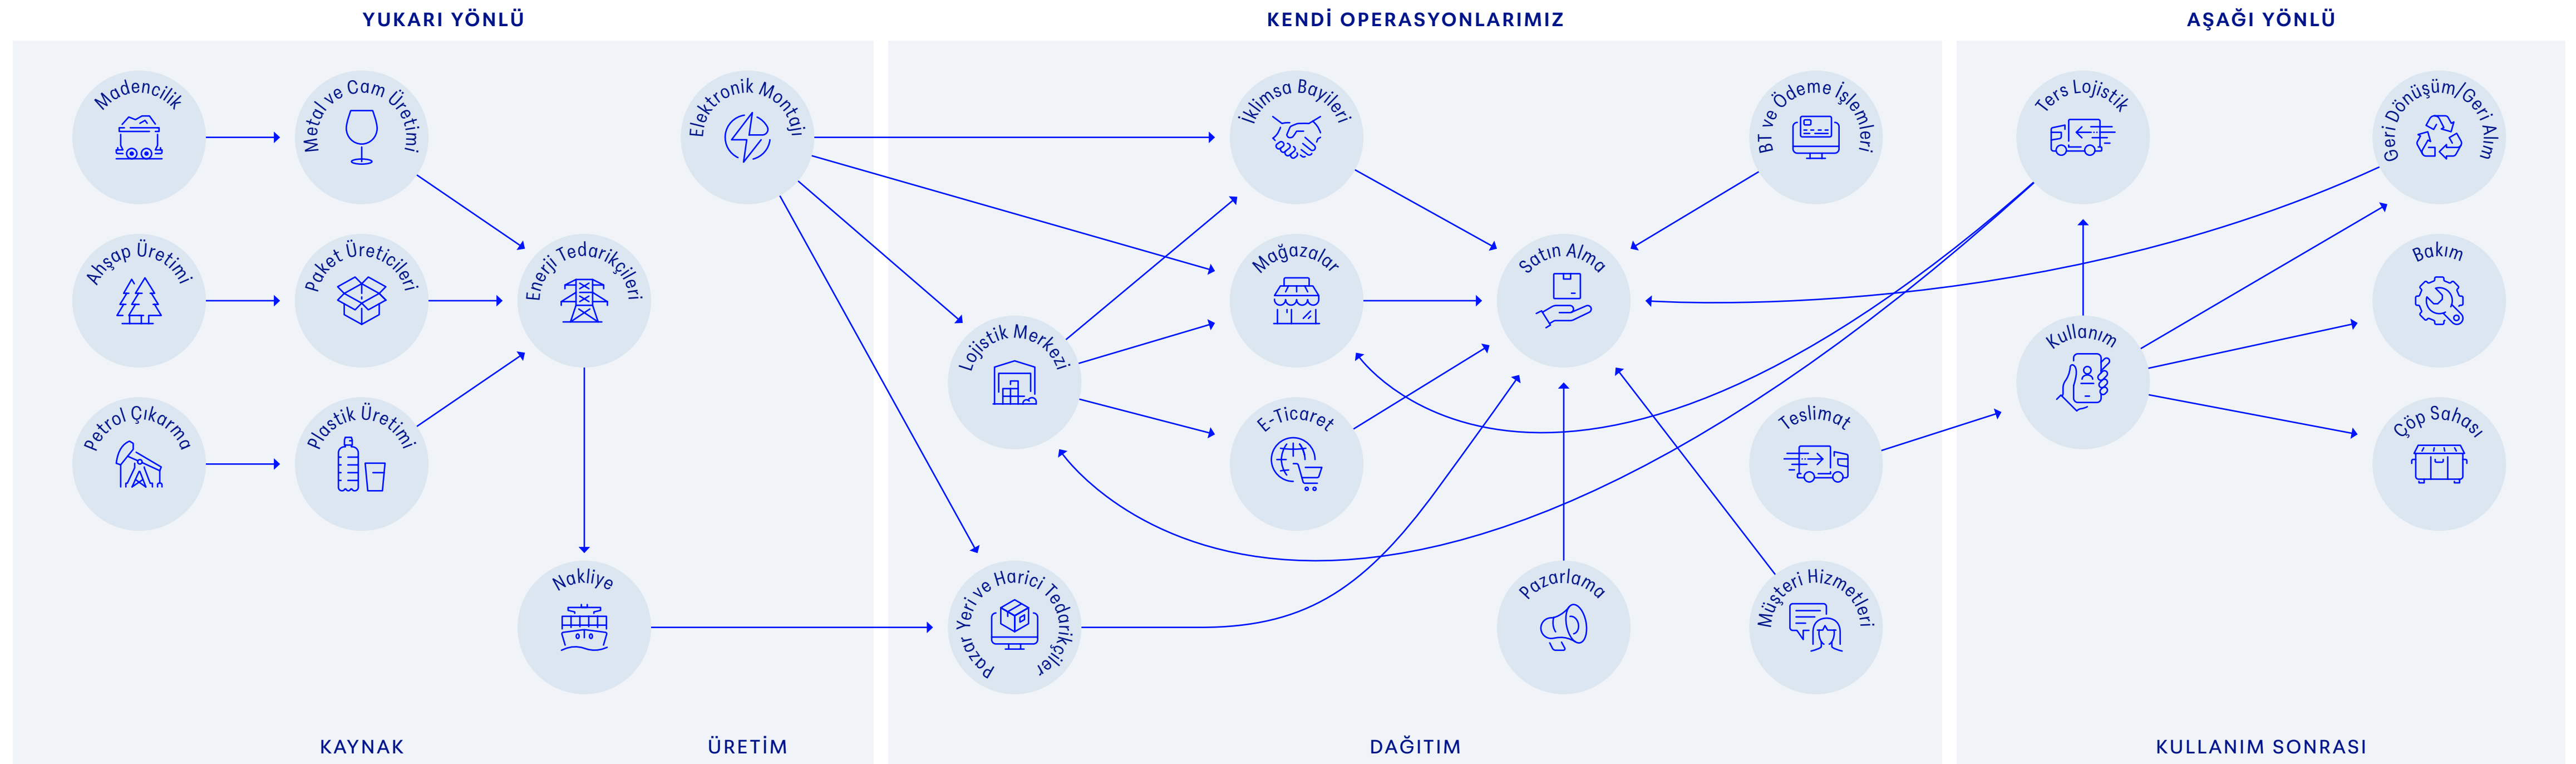 YUKARI YÖNLÜ
KENDİ OPERASYONLARIMIZ
AŞAĞI YÖNLÜ
Madencilik
Metal ve Cam Üretimi
Elektronik Montajı
İklimsa Bayileri
BT ve Ödeme İşlemleri
Ters Lojistik
Geri Dönüşüm/Geri Alım
Ahşap Üretimi
Paket Üreticileri
Enerji Tedarikçileri
Mağazalar
Satın Alma
Bakım
Lojistik Merkezi
Kullanım
Petrol Çıkarma
Plastik Üretimi
E-Ticaret
Teslimat
Çöp Sahası
Nakliye
Pazar Yeri ve Harici Tedarikçiler
Pazarlama
Müşteri Hizmetleri
KAYNAK
ÜRETİM
DAĞITIM
KULLANIM SONRASI